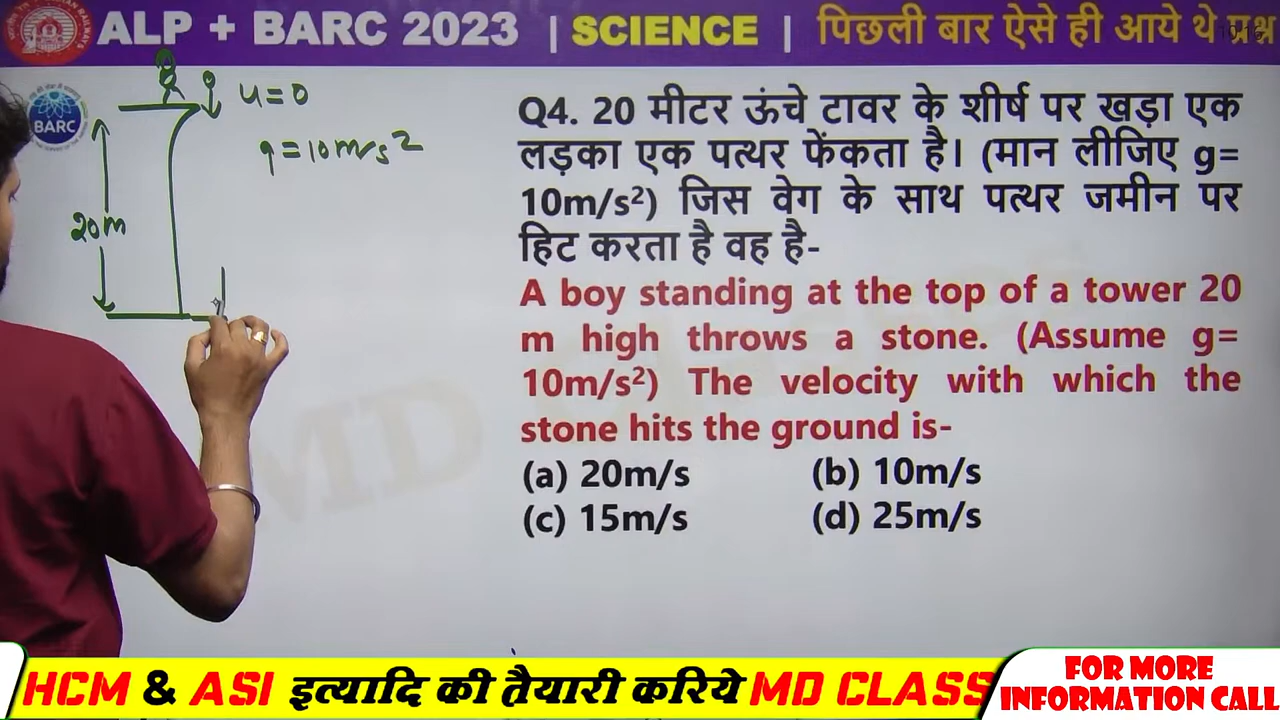 ALP + BARC 2023 | SCIENCE | पिछली बार ऐसे ही आये थे प्रश्न
BARC
u=0
g=10m/s2
20m
Q4. 20 मीटर ऊंचे टावर के शीर्ष पर खड़ा एक
लड़का एक पत्थर फेंकता है। (मान लीजिए g=
10m/s²) जिस वेग के साथ पत्थर जमीन पर
हिट करता है वह है-
A boy standing at the top of a tower 20
m high throws a stone. (Assume g=
10m/s²) The velocity with which the
stone hits the ground is-
(a) 20m/s (b) 10m/s
(c) 15m/s (d) 25m/s
HCM & ASI इत्यादि की तैयारी करिये MD CLASS
FOR MORE
INFORMATION CALL